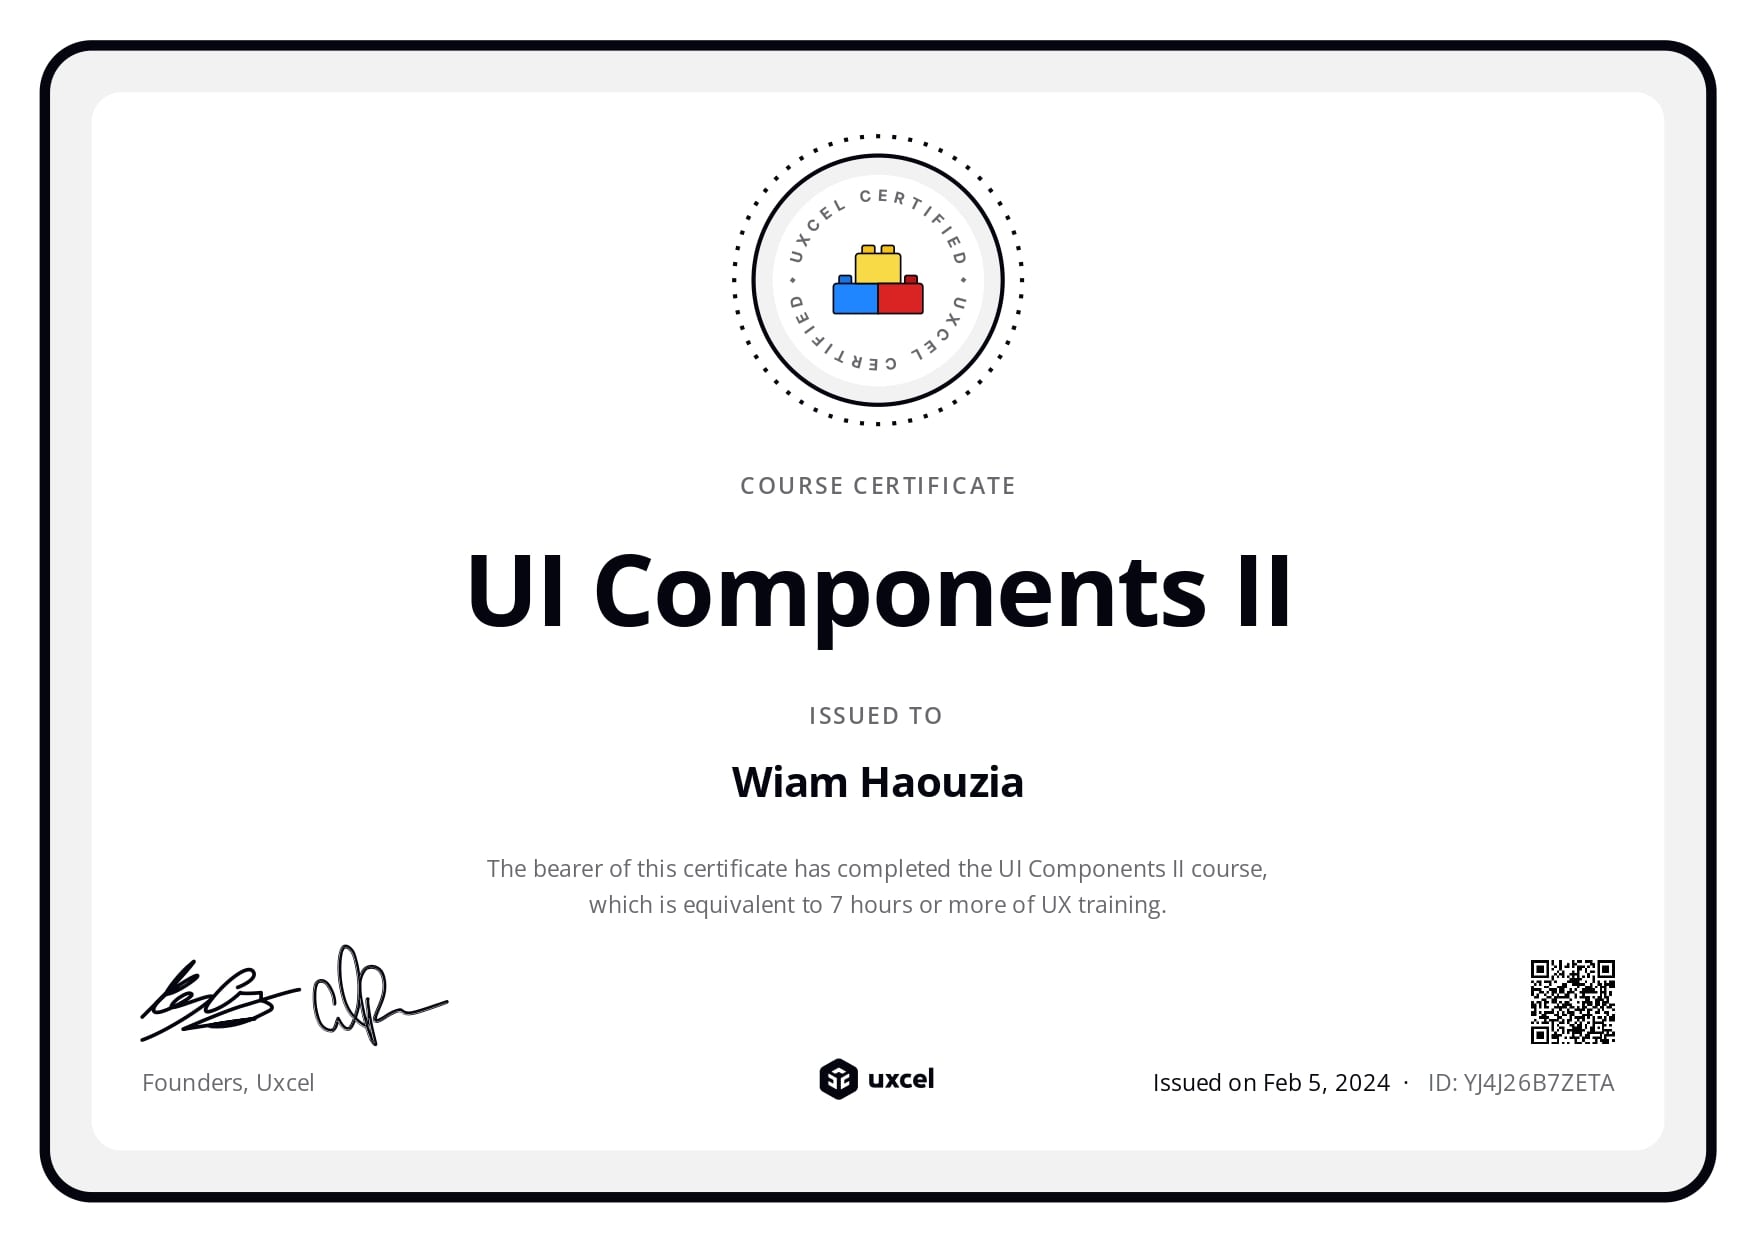 UXCEL CERTIFIED • UXCEL CERTIFIED •
COURSE CERTIFICATE
UI Components II
ISSUED TO
Wiam Haouzia
The bearer of this certificate has completed the UI Components II course,
which is equivalent to 7 hours or more of UX training.
Founders, Uxcel
uxcel
Issued on Feb 5, 2024 · ID: YJ4J26B7ZETA